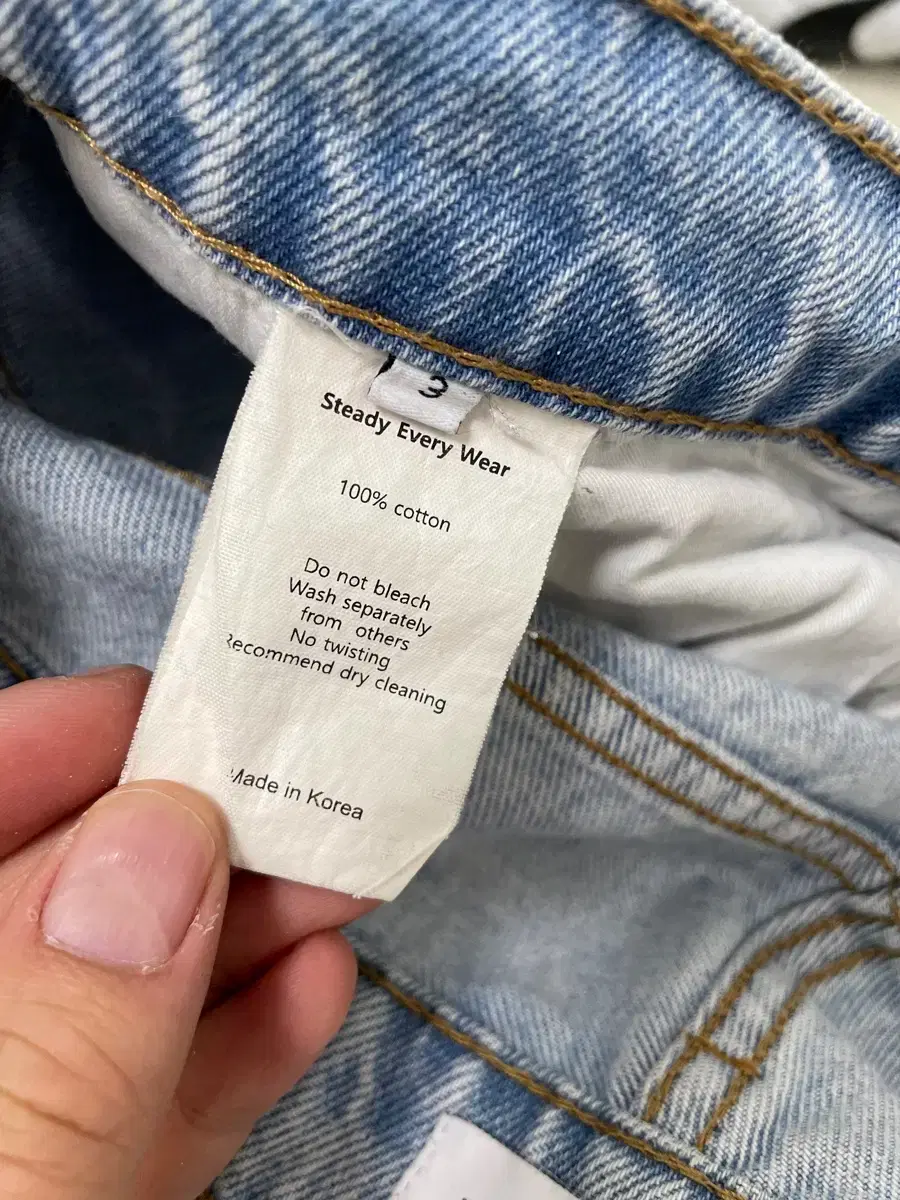 3
Steady Every Wear
100% cotton
Do not bleach
Wash separately
from others
No twisting
Recommend dry cleaning
Made in Korea